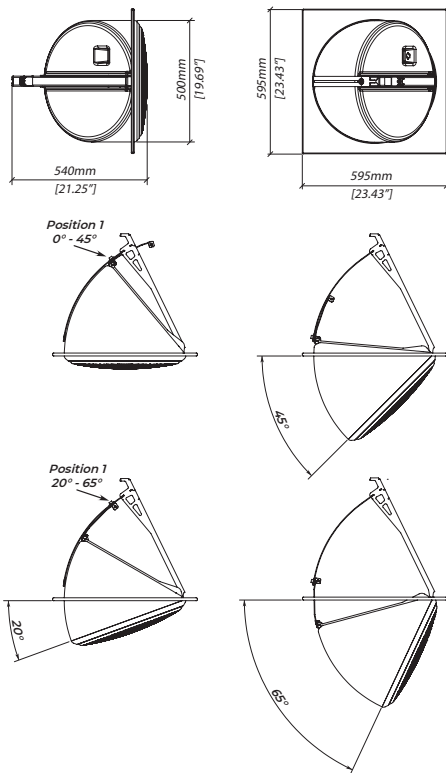 500mm
[19.69"]
540mm
[21.25"]
595mm
[23.43"]
595mm
[23.43"]
Position 1
0° - 45°
45°
Position 1
20° - 65°
20°
65°